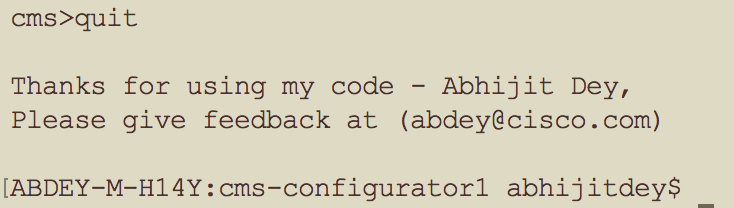 cms>quit
Thanks for using my code - Abhijit Dey,
Please give feedback at (abdey@cisco.com)
[ABDEY-M-H14Y:cms-configurator1 abhijitdey$